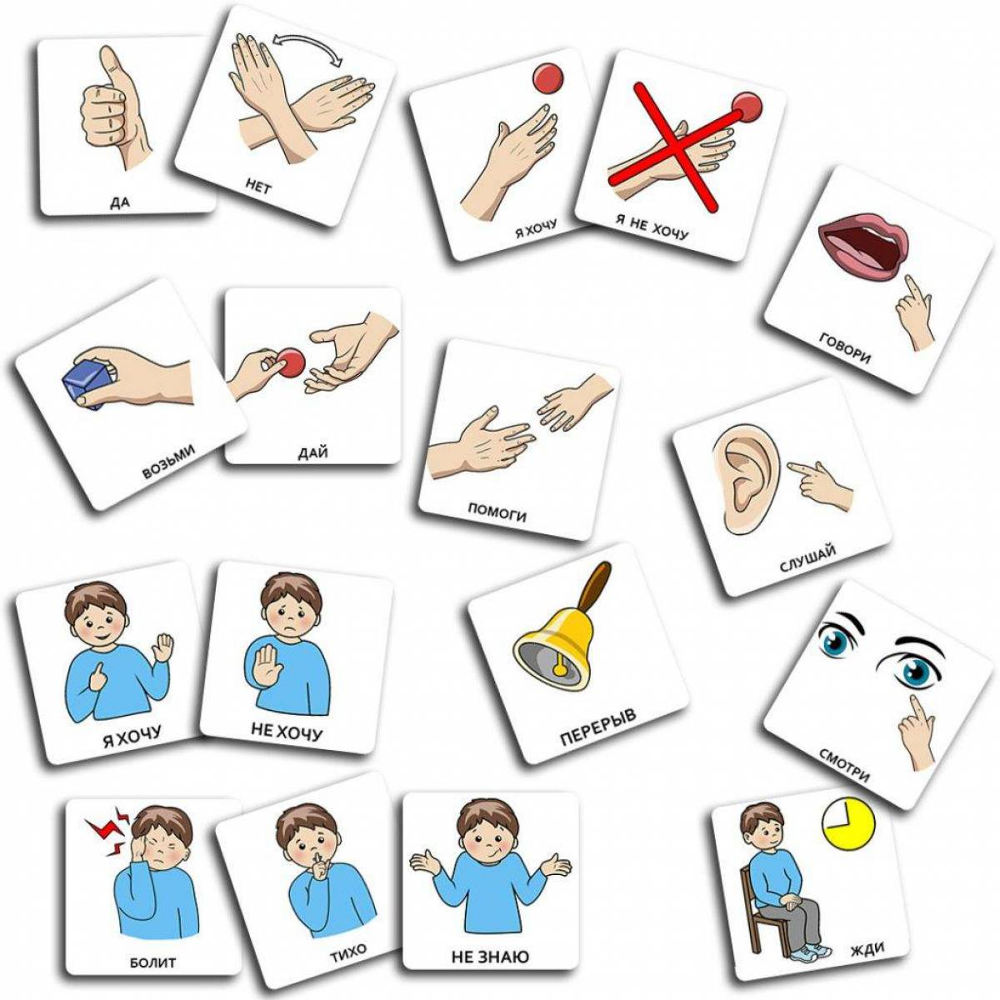 ДА
НЕТ
Я ХОЧУ
Я НЕ ХОЧУ
ГОВОРИ
ВОЗЬМИ
ДАЙ
ПОМОГИ
СЛУШАЙ
Я ХОЧУ
НЕ ХОЧУ
ПЕРЕРЫВ
СМОТРИ
БОЛИТ
ТИХО
НЕ ЗНАЮ
ЖДИ